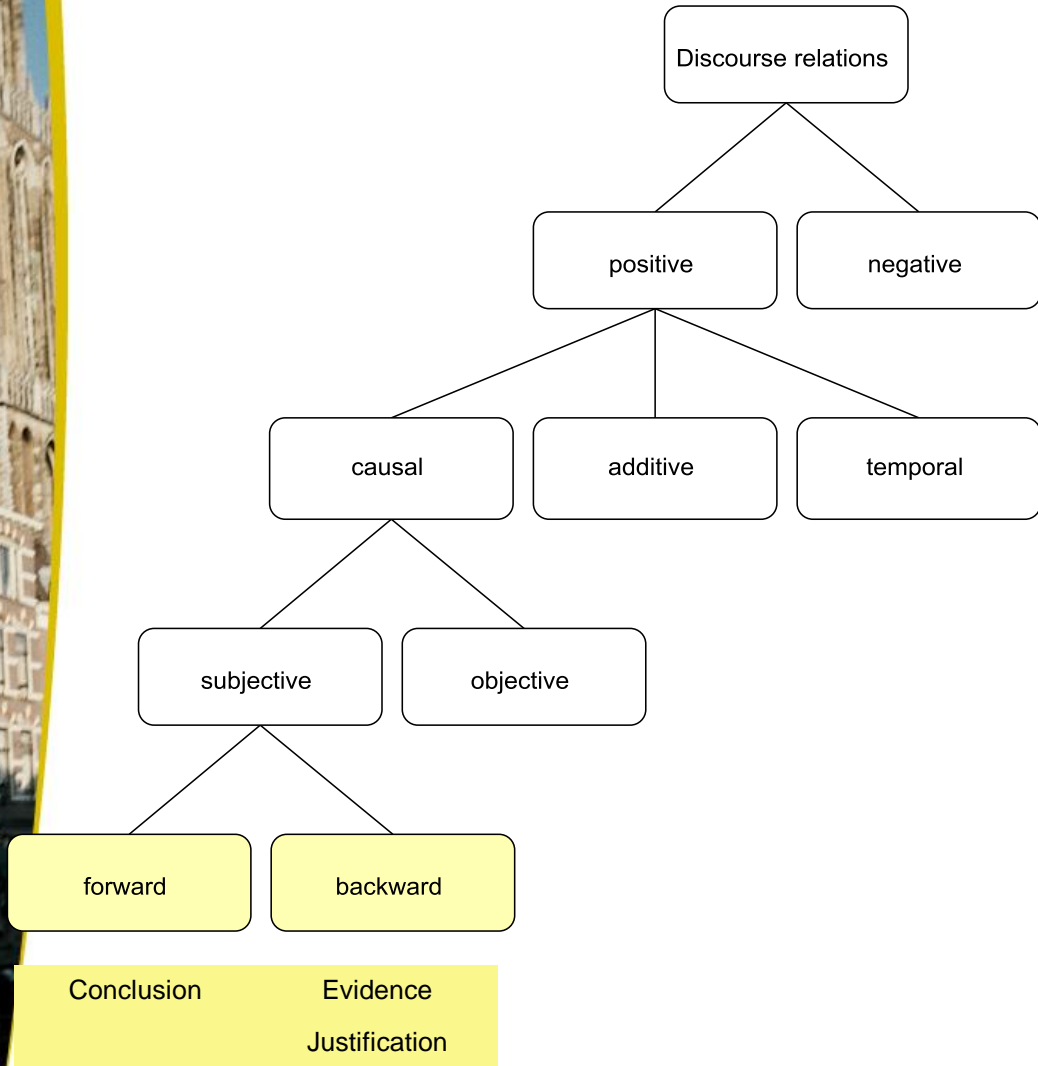 Discourse relations
positive
negative
causal
additive
temporal
subjective
objective
forward
backward
Conclusion
Evidence
Justification